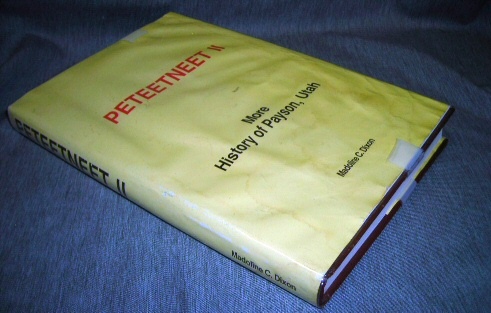 PETEETNEET II
More
History of Payson, Utah
Madoline C. Dixon
PETEETNEET II
Madoline C. Dixon